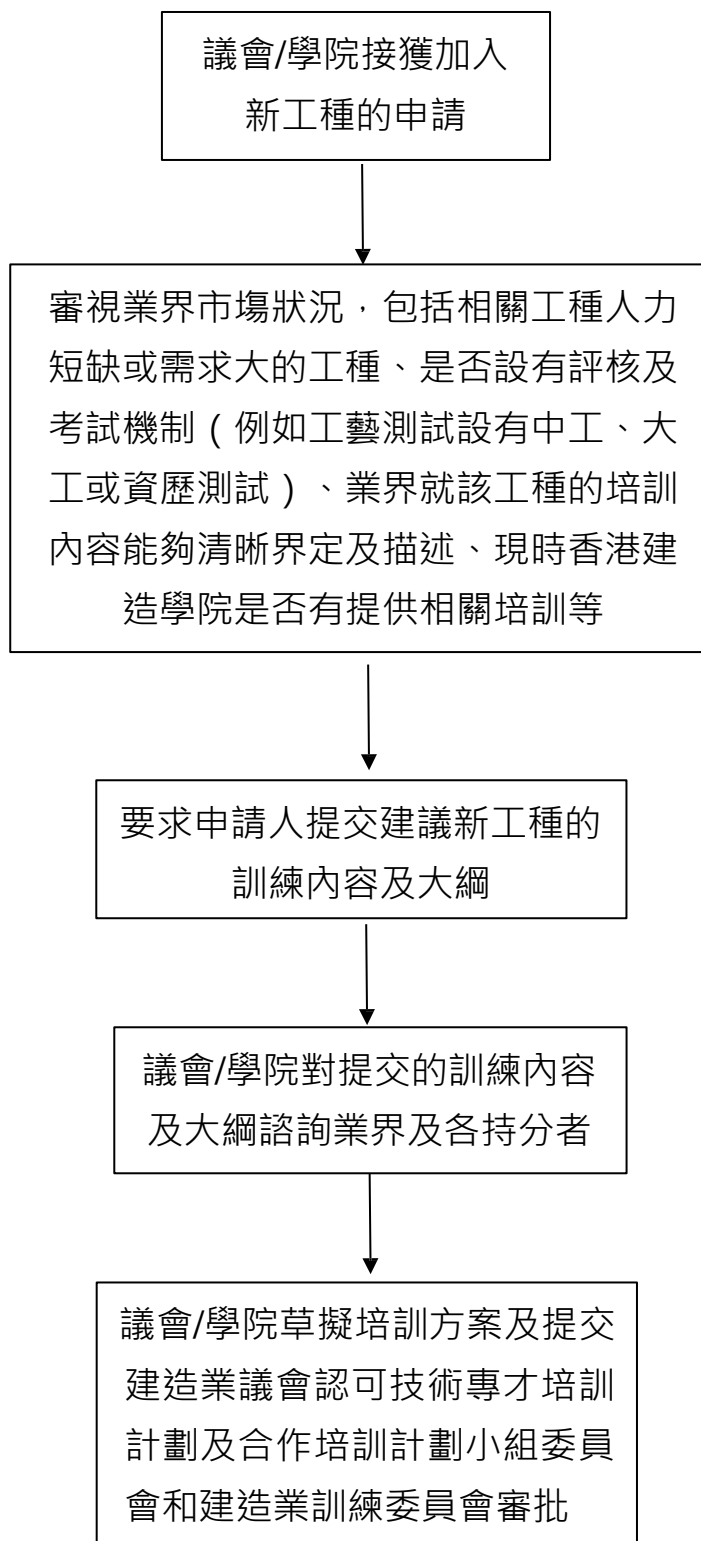 議會/學院接獲加入
新工種的申請
審視業界市塲狀況，包括相關工種人力
短缺或需求大的工種、是否設有評核及
考試機制（例如工藝測試設有中工、大
工或資歷測試）、業界就該工種的培訓
內容能夠清晰界定及描述、現時香港建
造學院是否有提供相關培訓等
要求申請人提交建議新工種的
訓練內容及大綱
議會/學院對提交的訓練內容
及大綱諮詢業界及各持分者
議會/學院草擬培訓方案及提交
建造業議會認可技術專才培訓
計劃及合作培訓計劃小組委員
會和建造業訓練委員會審批